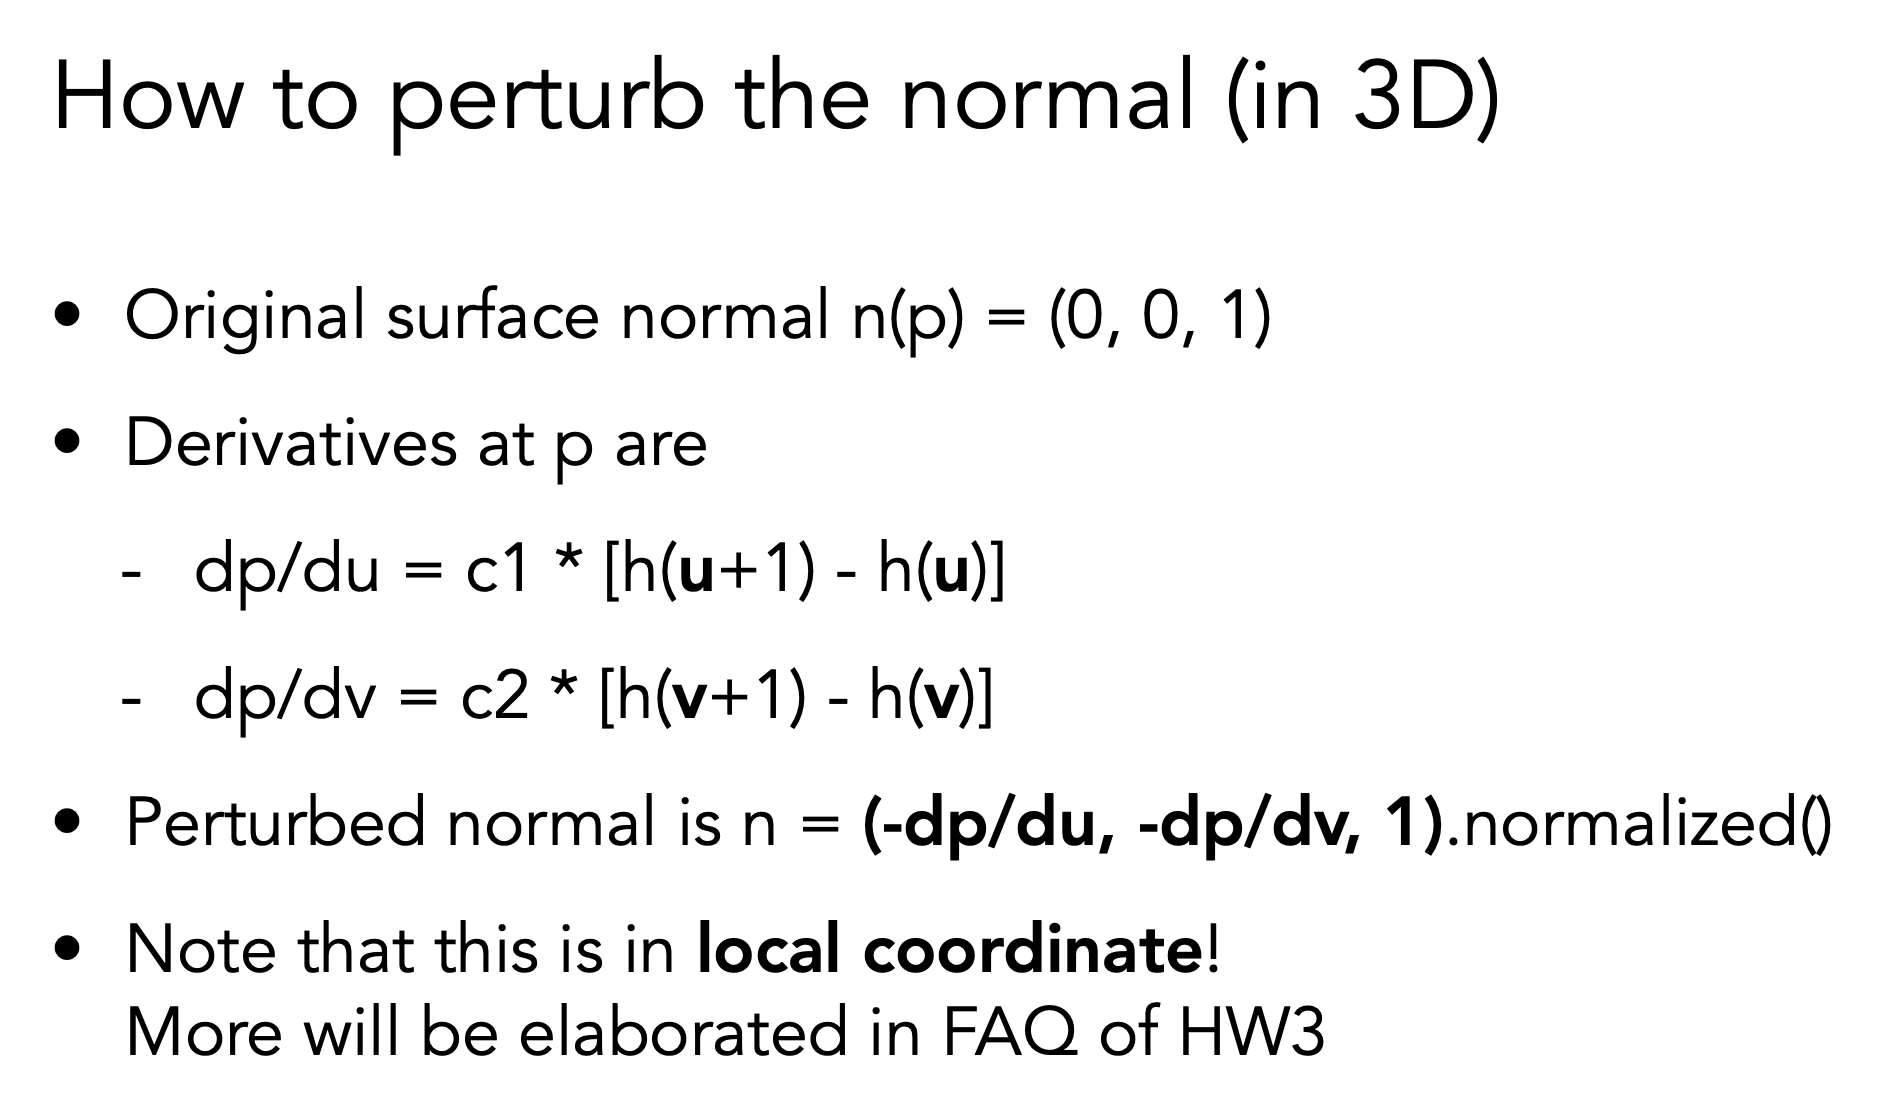 How to perturb the normal (in 3D)
• Original surface normal n(p) = (0, 0, 1)
• Derivatives at p are
- dp/du = c1 * [h(u+1) - h(u)]
- dp/dv = c2 * [h(v+1) - h(v)]
• Perturbed normal is n = (-dp/du, -dp/dv, 1).normalized()
• Note that this is in local coordinate!
More will be elaborated in FAQ of HW3